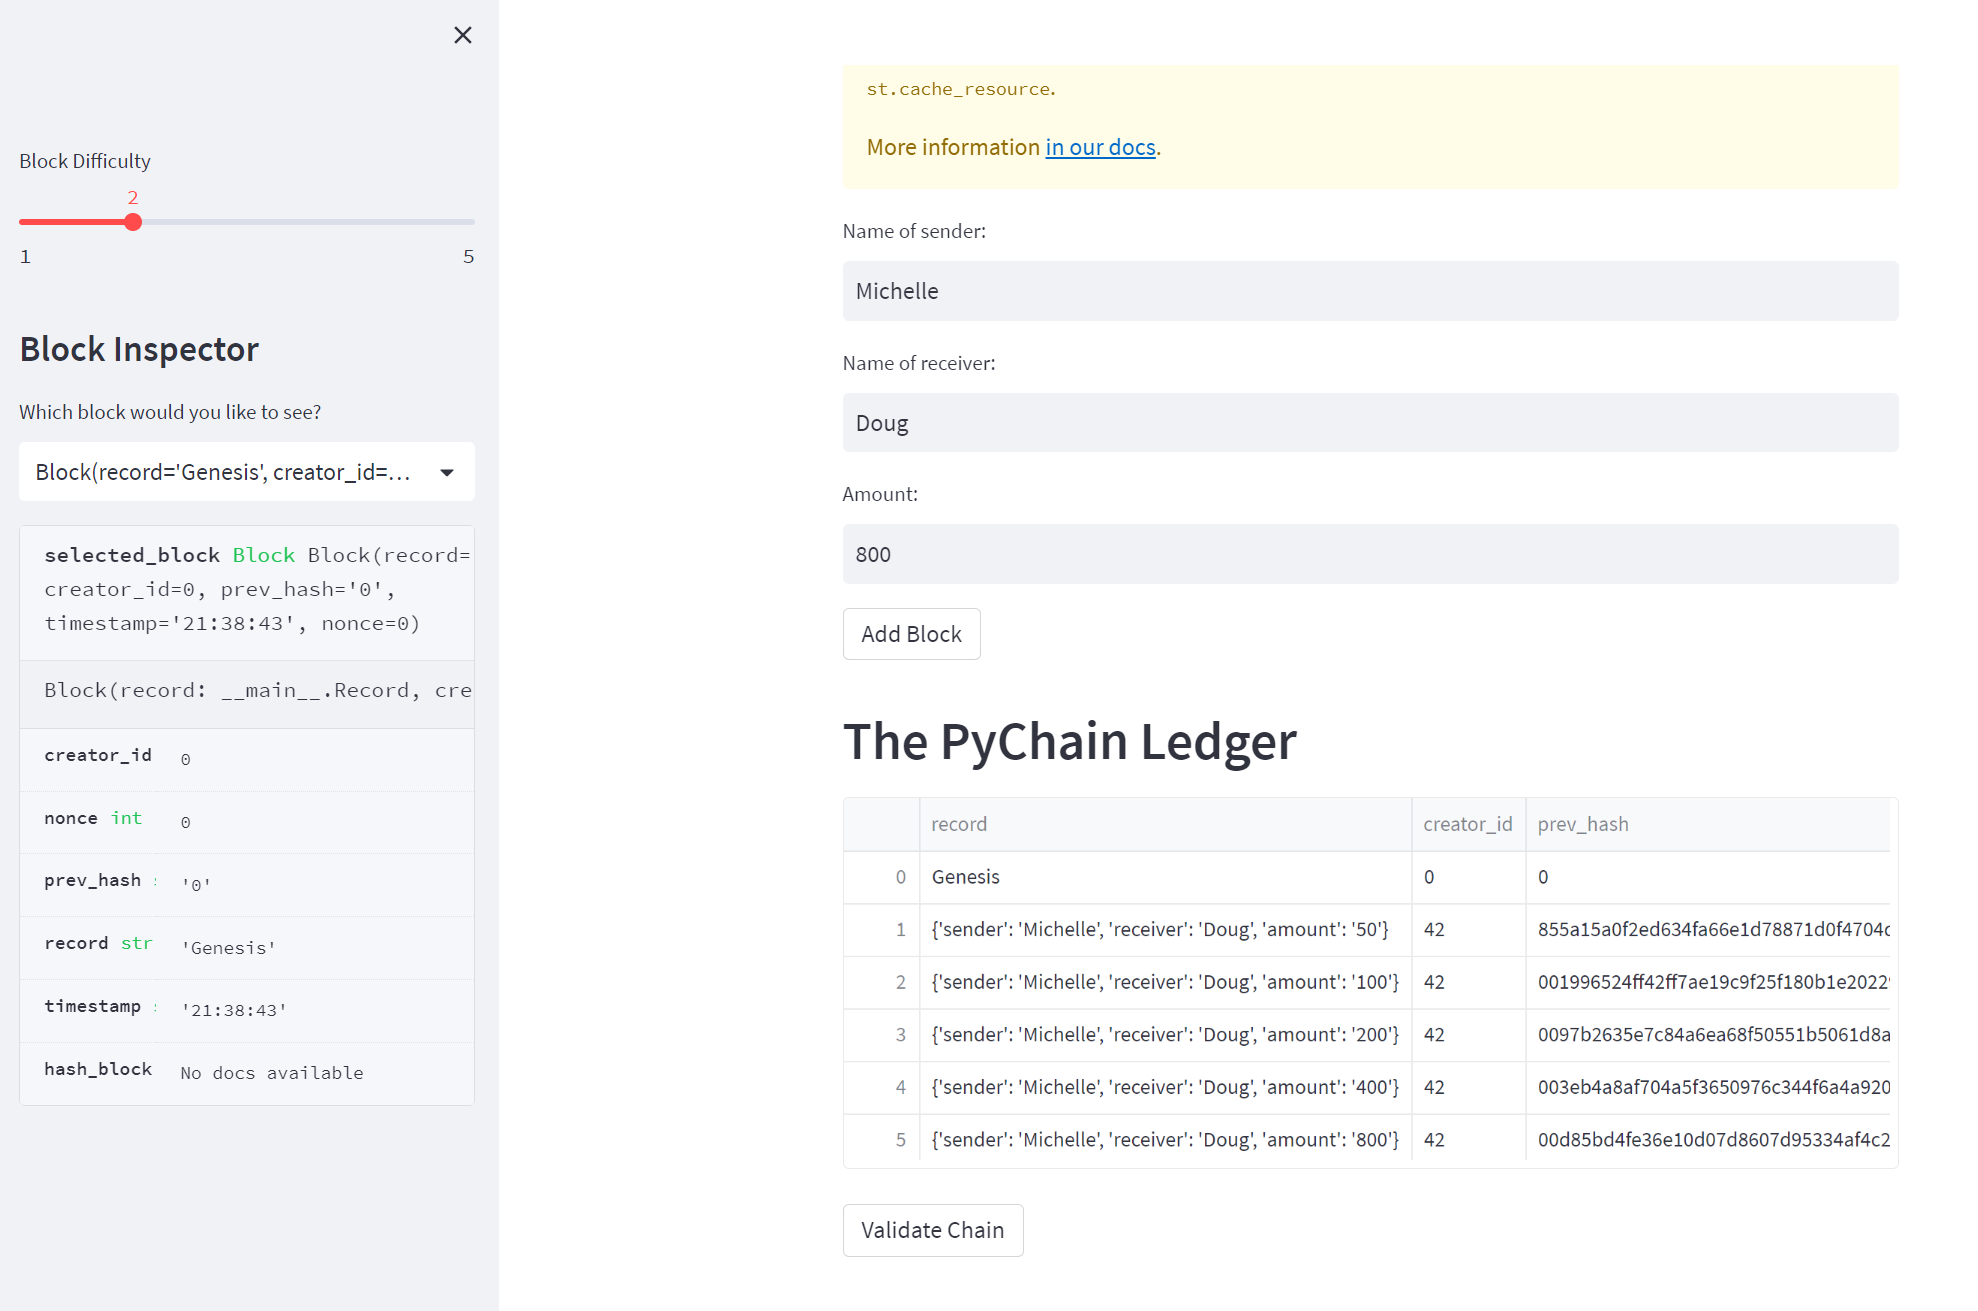 Block Difficulty
2
1 5
Block Inspector
Which block would you like to see?
Block(record='Genesis', creator_id=...
selected_block Block Block(record=
creator_id=0, prev_hash='0',
timestamp='21:38:43', nonce=0)
Block(record: __main__.Record, cre
creator_id 0
nonce int 0
prev_hash '0'
record str 'Genesis'
timestamp '21:38:43'
hash_block No docs available
st.cache_resource.
More information in our docs.
Name of sender:
Michelle
Name of receiver:
Doug
Amount:
800
Add Block
The PyChain Ledger
record creator_id prev_hash
0 Genesis 0 0
1 {'sender': 'Michelle', 'receiver': 'Doug', 'amount': '50'} 42 855a15a0f2ed634fa66e1d78871d0f4704
2 {'sender': 'Michelle', 'receiver': 'Doug', 'amount': '100'} 42 001996524ff42ff7ae19c9f25f180b1e2022
3 {'sender': 'Michelle', 'receiver': 'Doug', 'amount': '200'} 42 0097b2635e7c84a6ea68f50551b5061d8a
4 {'sender': 'Michelle', 'receiver': 'Doug', 'amount': '400'} 42 003eb4a8af704a5f3650976c344f6a4a920
5 {'sender': 'Michelle', 'receiver': 'Doug', 'amount': '800'} 42 00d85bd4fe36e10d07d8607d95334af4c2
Validate Chain